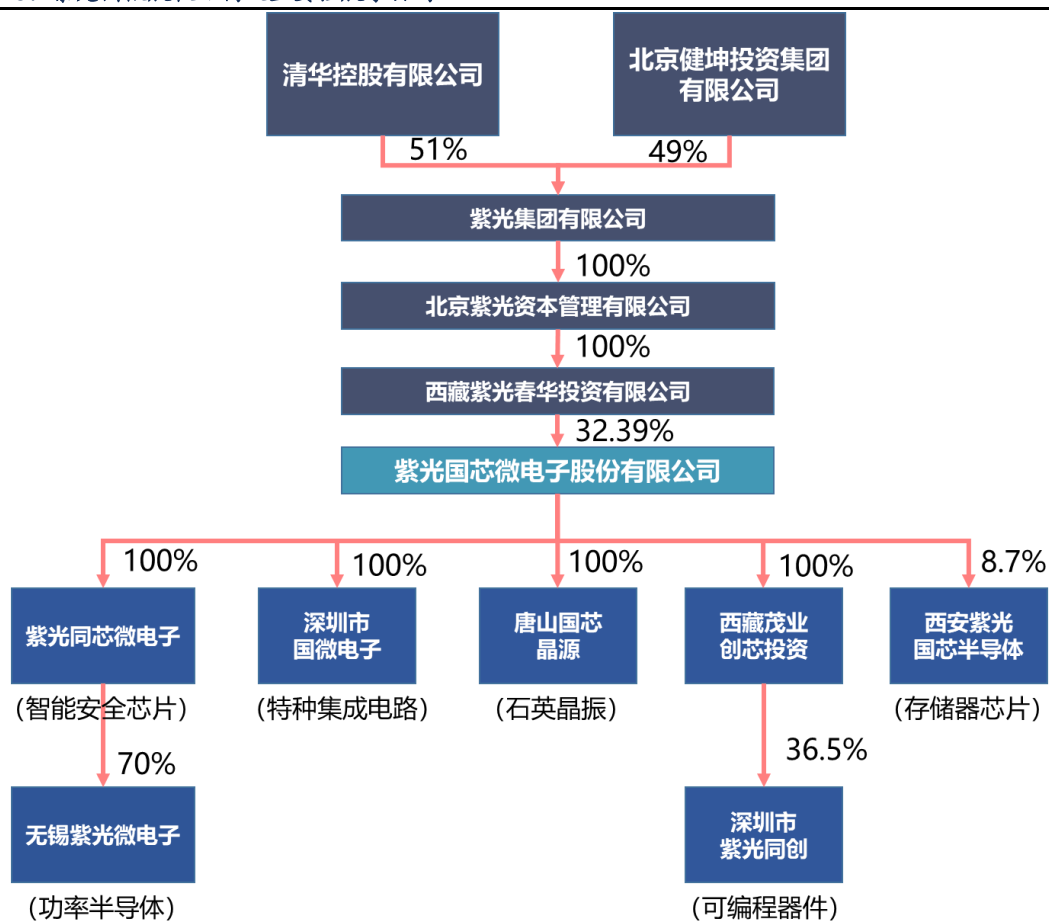 清华控股有限公司
北京健坤投资集团
有限公司
51%
49%
紫光集团有限公司
100%
北京紫光资本管理有限公司
100%
西藏紫光春华投资有限公司
32.39%
紫光国芯微电子股份有限公司
100%
100%
100%
100%
8.7%
紫光同芯微电子
深圳市
国微电子
唐山国芯
晶源
西藏茂业
创芯投资
西安紫光
国芯半导体
(智能安全芯片)
(特种集成电路)
(石英晶振)
(存储器芯片)
70%
36.5%
无锡紫光微电子
深圳市
紫光同创
(功率半导体)
(可编程器件)